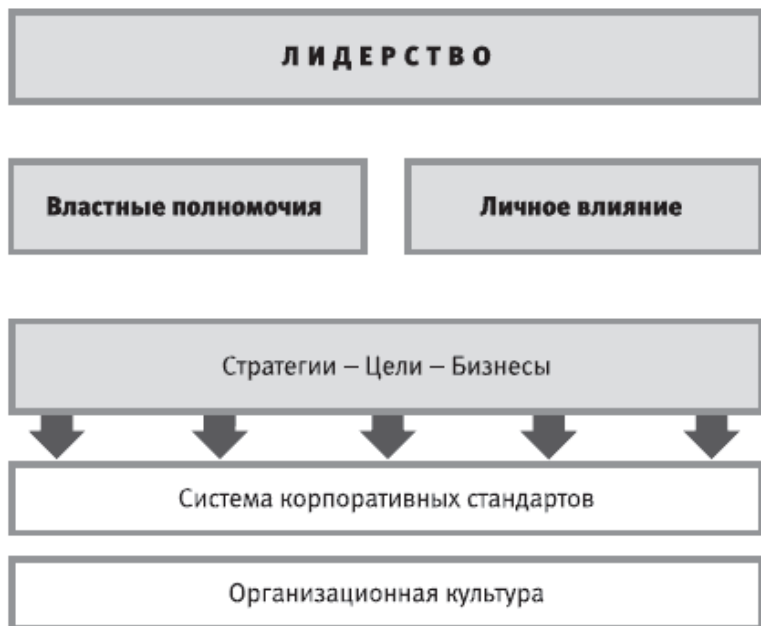 ЛИДЕРСТВО
Властные полномочия
Личное влияние
Стратегии – Цели – Бизнесы
Система корпоративных стандартов
Организационная культура